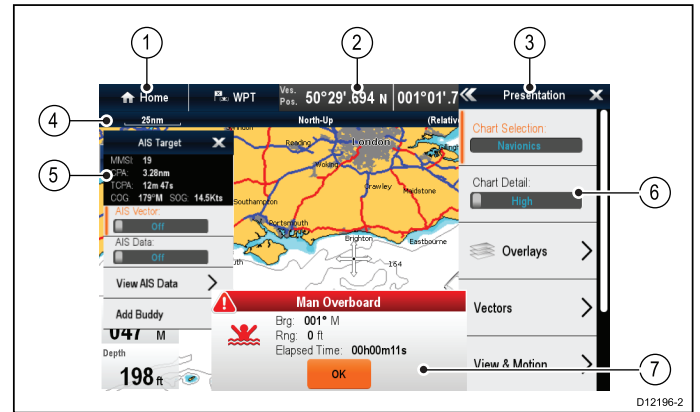 1
2
3
Home
WPT
Ves.
Pos.
50°29'.694 N
001°01'.7
Presentation
4
25nm
North-Up
(Relativ
AIS Target
5
MMSI: 19
CPA: 3.28nm
TCPA: 12m 47s
COG 179°M SOG 14.5Kts
AIS Vector:
Off
AIS Data:
Off
View AIS Data
Add Buddy
Reading
London
Woking
Crawley
Maidstone
Southampton
Portsmouth
Brighton
Eastbourne
164
Chart Selection:
Navionics
Chart Detail:
High
6
Overlays
Vectors
View & Motion
Man Overboard
Brg: 001° M
Rng: 0 ft
Elapsed Time: 00h00m11s
OK
7
047 M
Depth
198 ft
D12196-2